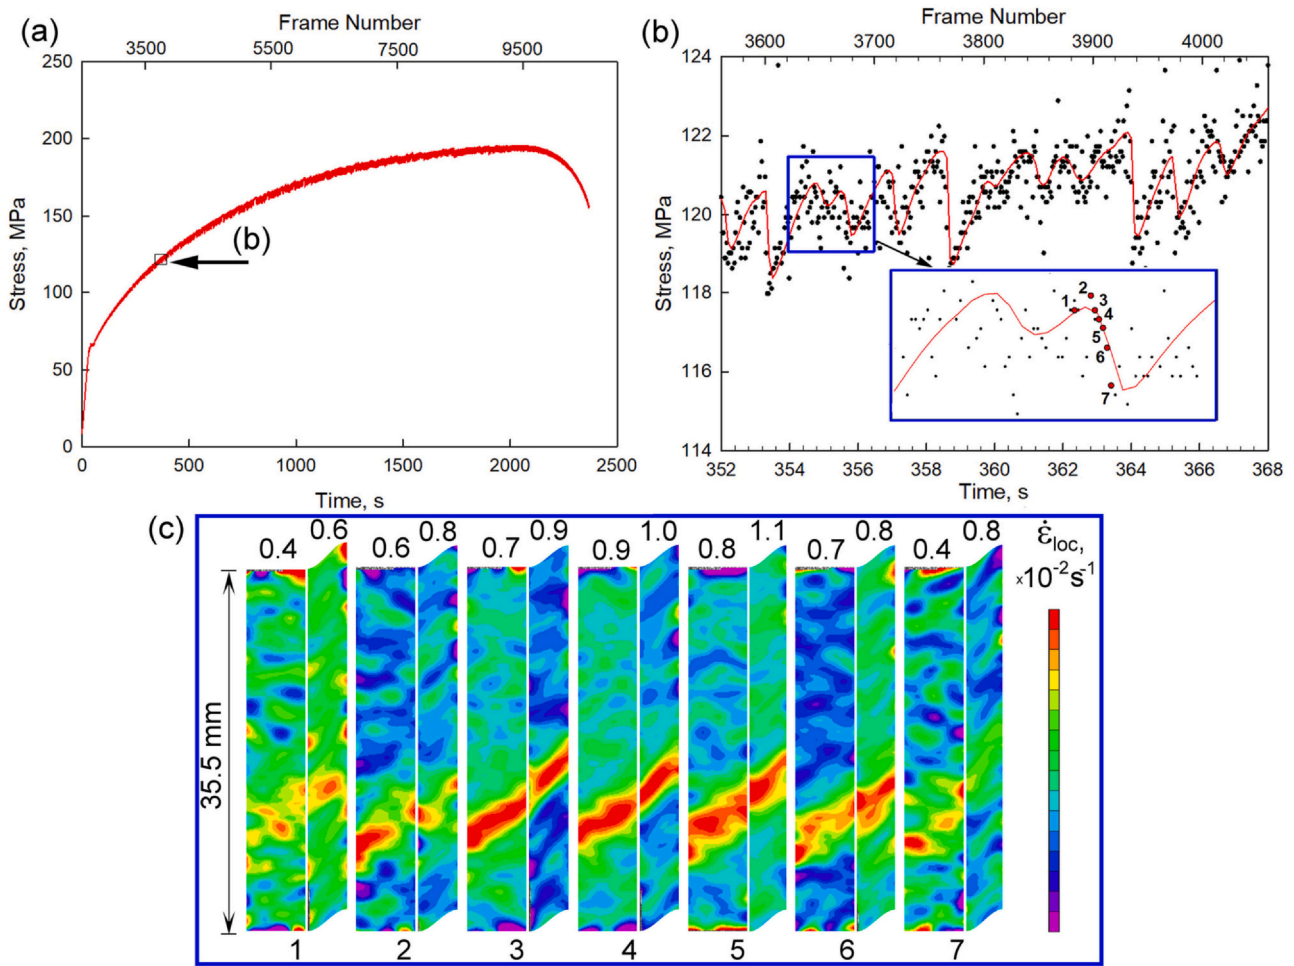 (a)
Frame Number
3500 5500 7500 9500
250
200
150
100
50
0
Stress, MPa
(b)
0 500 1000 1500 2000 2500
Time, s
(b)
Frame Number
3600 3700 3800 3900 4000
124
122
120
118
116
114
Stress, MPa
1 2 3 4 5 6 7
352 354 356 358 360 362 364 366 368
Time, s
(c)
0.4 0.6 0.6 0.8 0.7 0.9 0.9 1.0 0.8 1.1 0.7 0.8 0.4 0.8
ε̇loc,
×10⁻²s⁻¹
35.5 mm
1 2 3 4 5 6 7